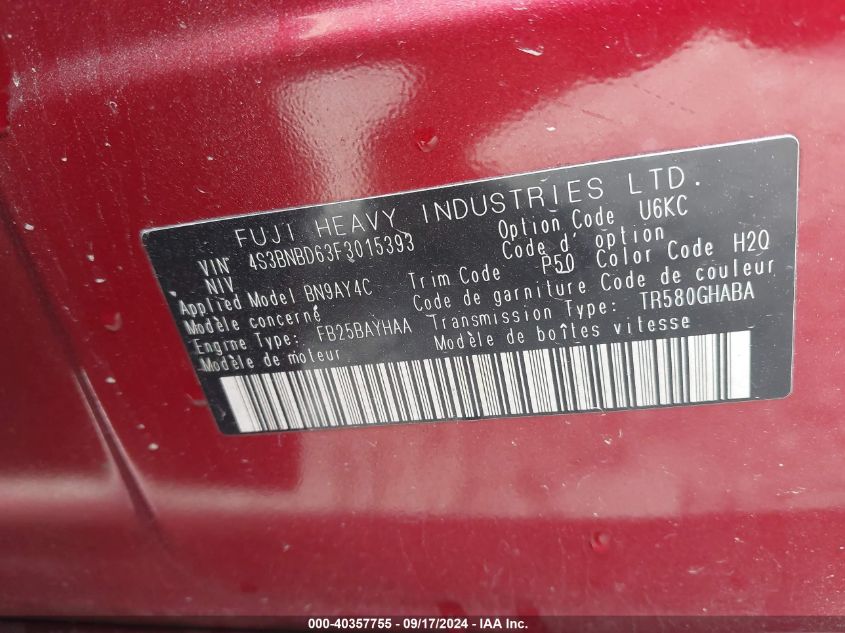 FUJI HEAVY INDUSTRIES LTD.
VIN 4S3BNBD63F3015393 Option Code U6KC
NIV Code d' option
Applied Model BN9AY4C Trim Code P50 Color Code H2Q
Modèle concerné Code de garniture Code de couleur
Engine Type: FB25BAYHAA Transmission Type: TR580GHABA
Modèle de moteur Modèle de boîtes vitesse
000-40357755 - 09/17/2024 - IAA Inc.